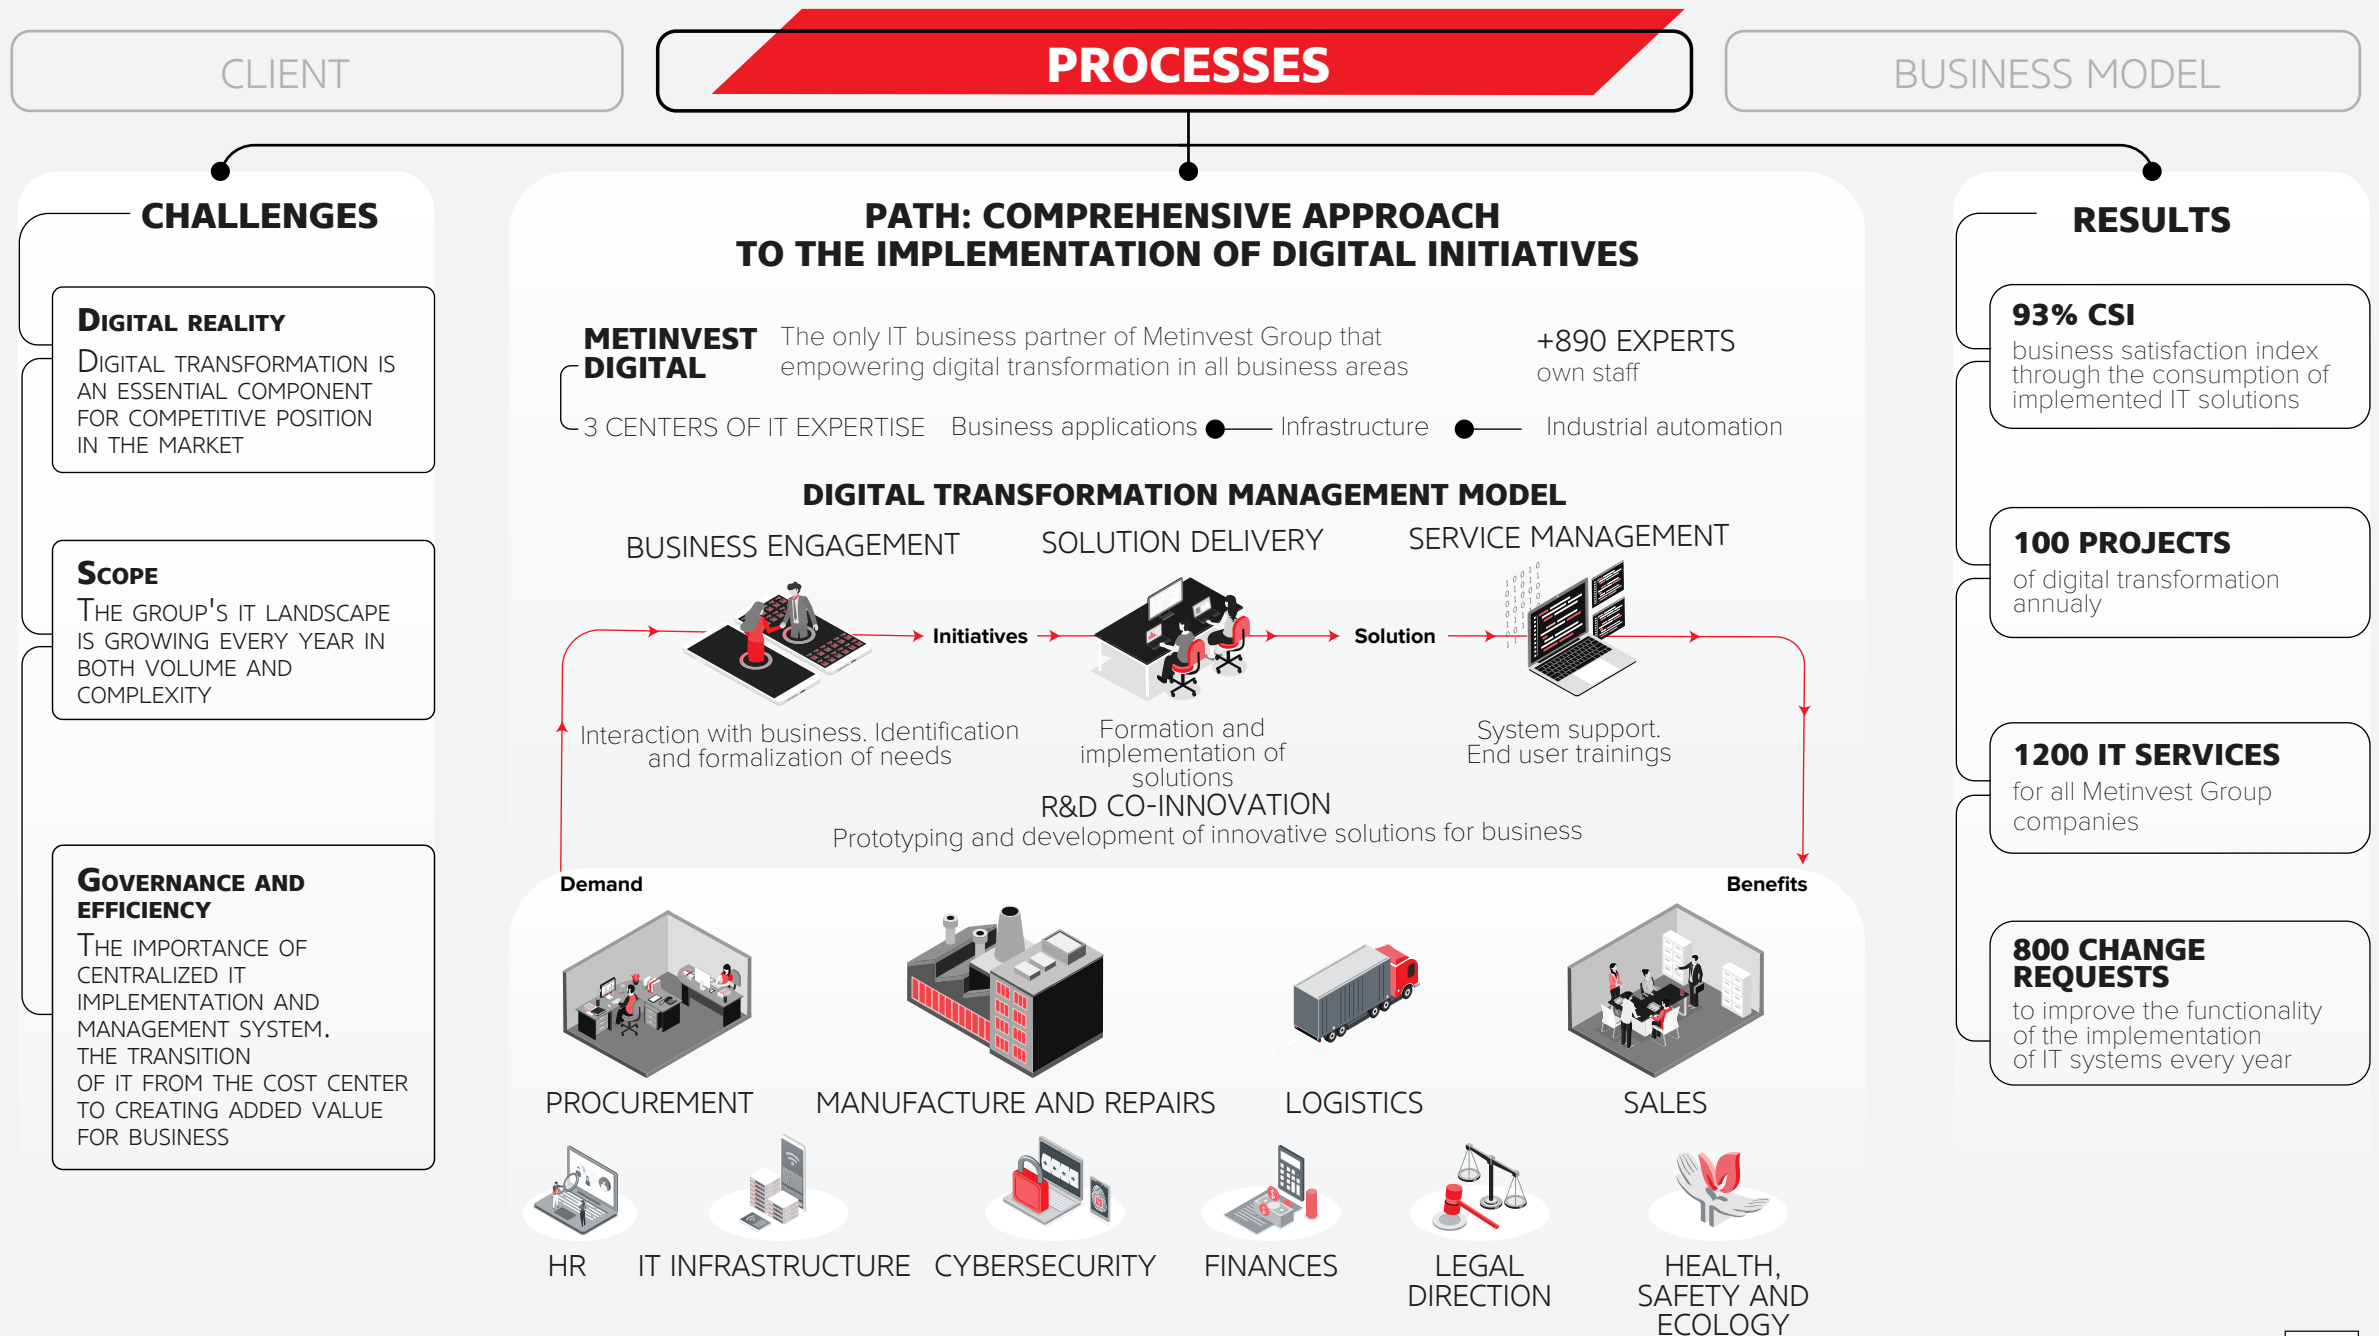 CLIENT
PROCESSES
BUSINESS MODEL
CHALLENGES
DIGITAL REALITY
DIGITAL TRANSFORMATION IS
AN ESSENTIAL COMPONENT
FOR COMPETITIVE POSITION
IN THE MARKET
SCOPE
THE GROUP'S IT LANDSCAPE
IS GROWING EVERY YEAR IN
BOTH VOLUME AND
COMPLEXITY
GOVERNANCE AND
EFFICIENCY
THE IMPORTANCE OF
CENTRALIZED IT
IMPLEMENTATION AND
MANAGEMENT SYSTEM.
THE TRANSITION
OF IT FROM THE COST CENTER
TO CREATING ADDED VALUE
FOR BUSINESS
PATH: COMPREHENSIVE APPROACH
TO THE IMPLEMENTATION OF DIGITAL INITIATIVES
METINVEST
DIGITAL
The only IT business partner of Metinvest Group that
empowering digital transformation in all business areas
+890 EXPERTS
own staff
3 CENTERS OF IT EXPERTISE
Business applications
Infrastructure
Industrial automation
DIGITAL TRANSFORMATION MANAGEMENT MODEL
BUSINESS ENGAGEMENT
SOLUTION DELIVERY
SERVICE MANAGEMENT
Initiatives
Solution
Interaction with business. Identification
and formalization of needs
Formation and
implementation of
solutions
System support.
End user trainings
R&D CO-INNOVATION
Prototyping and development of innovative solutions for business
Demand
Benefits
PROCUREMENT
MANUFACTURE AND REPAIRS
LOGISTICS
SALES
HR
IT INFRASTRUCTURE
CYBERSECURITY
FINANCES
LEGAL
DIRECTION
HEALTH,
SAFETY AND
ECOLOGY
RESULTS
93% CSI
business satisfaction index
through the consumption of
implemented IT solutions
100 PROJECTS
of digital transformation
annualy
1200 IT SERVICES
for all Metinvest Group
companies
800 CHANGE
REQUESTS
to improve the functionality
of the implementation
of IT systems every year